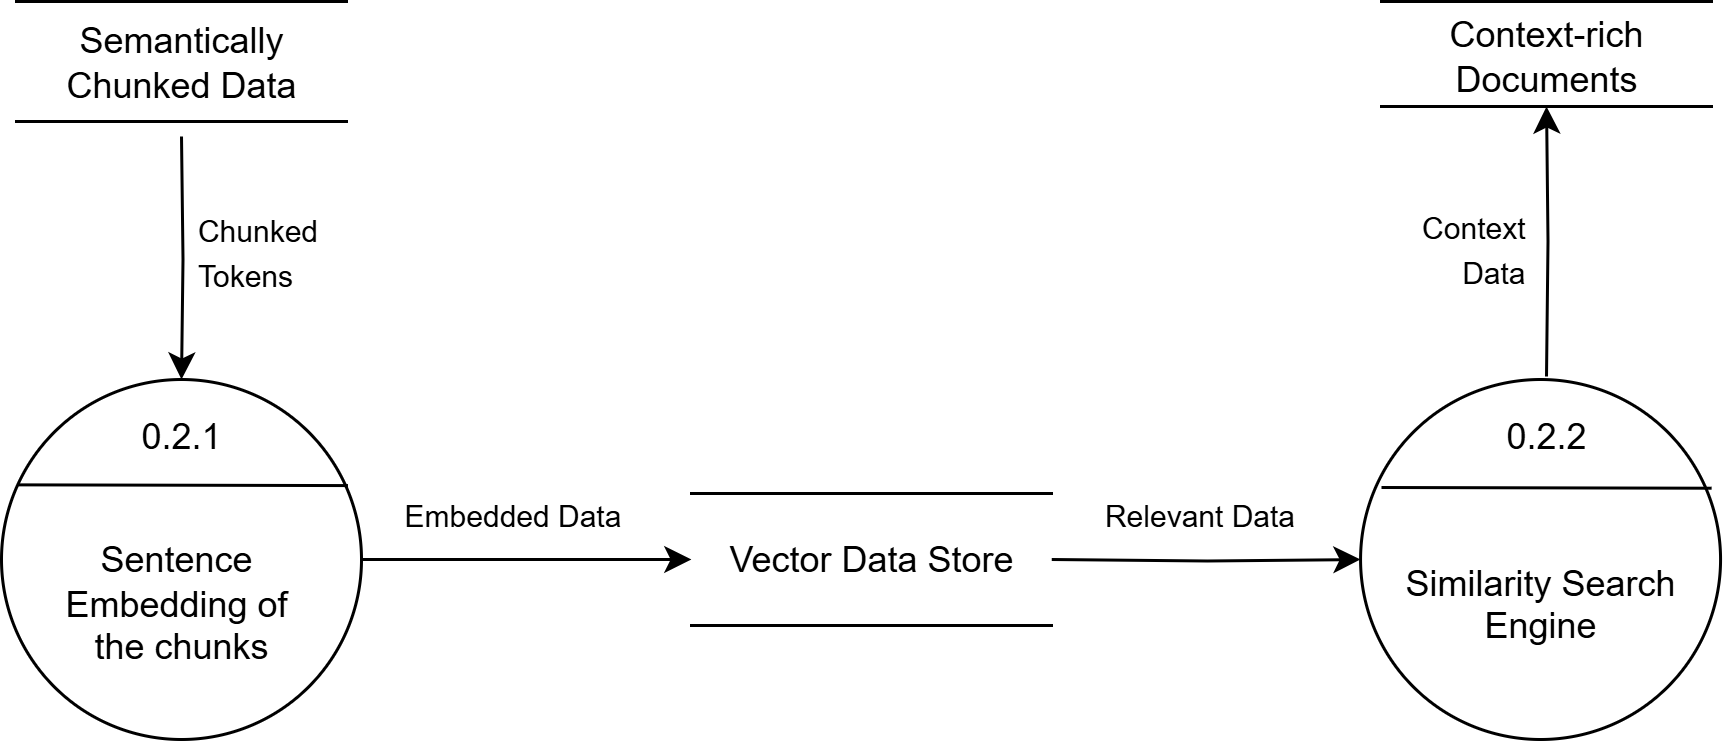 Semantically
Chunked Data
Context-rich
Documents
Chunked
Tokens
Context
Data
0.2.1
Sentence
Embedding of
the chunks
Embedded Data
Vector Data Store
Relevant Data
0.2.2
Similarity Search
Engine